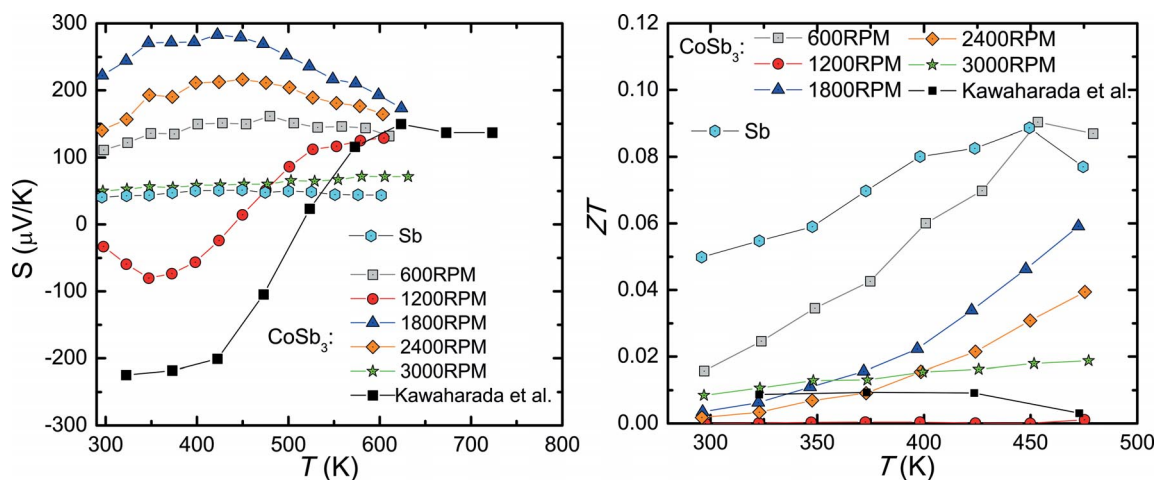 300
200
100
0
-100
-200
-300
S (μV/K)
Sb
600RPM
1200RPM
1800RPM
CoSb3:
2400RPM
3000RPM
Kawaharada et al.
300 400 500 600 700 800
T (K)
0.12
0.10
0.08
0.06
0.04
0.02
0.00
ZT
CoSb3: 600RPM 2400RPM
1200RPM 3000RPM
1800RPM Kawaharada et al.
Sb
300 350 400 450 500
T (K)